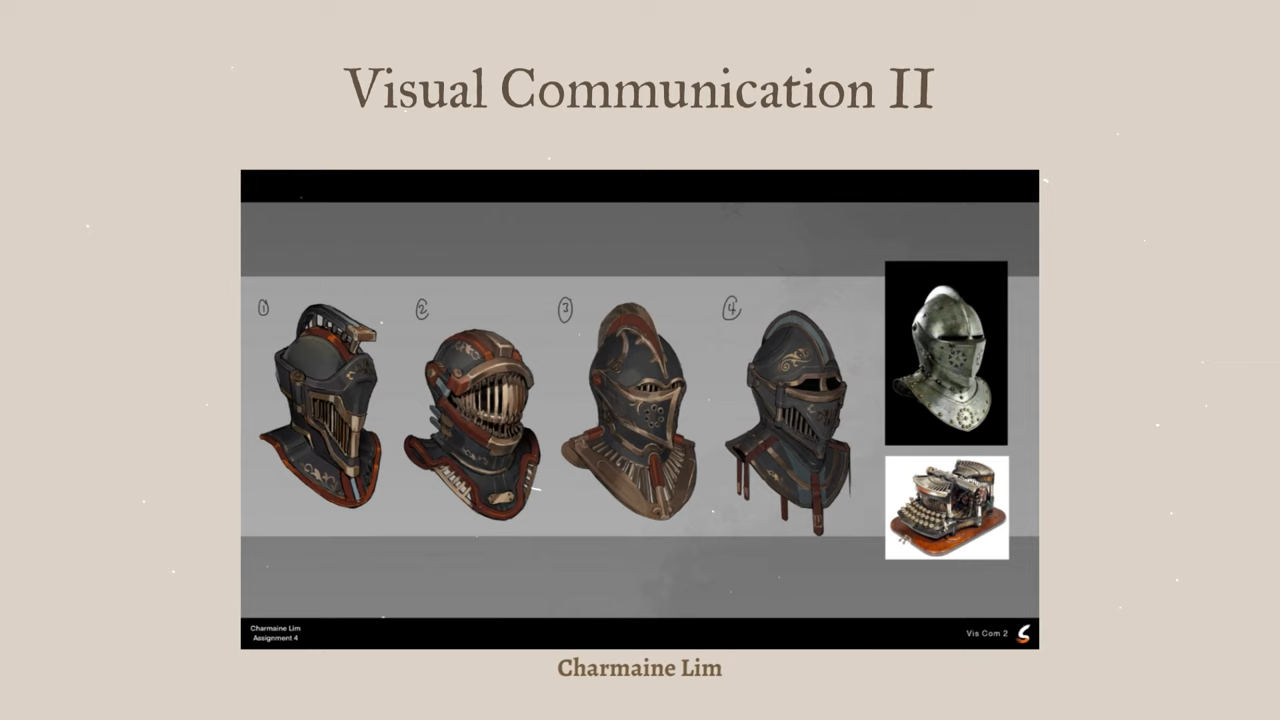 Visual Communication II
1
2
3
4
Charmaine Lim
Assignment 4
Vis Com 2
Charmaine Lim